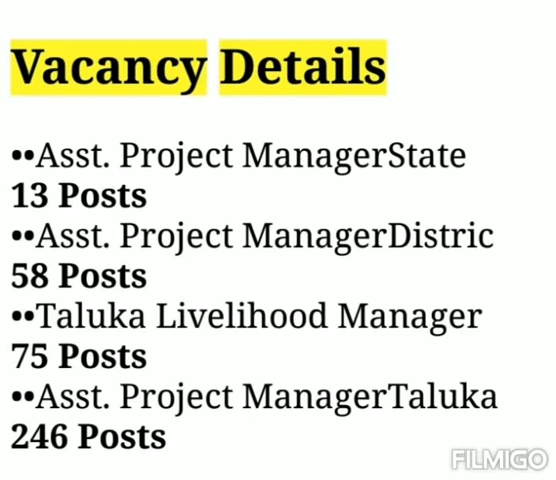 Vacancy Details
••Asst. Project ManagerState
13 Posts
••Asst. Project ManagerDistric
58 Posts
••Taluka Livelihood Manager
75 Posts
••Asst. Project ManagerTaluka
246 Posts
FILMIGO